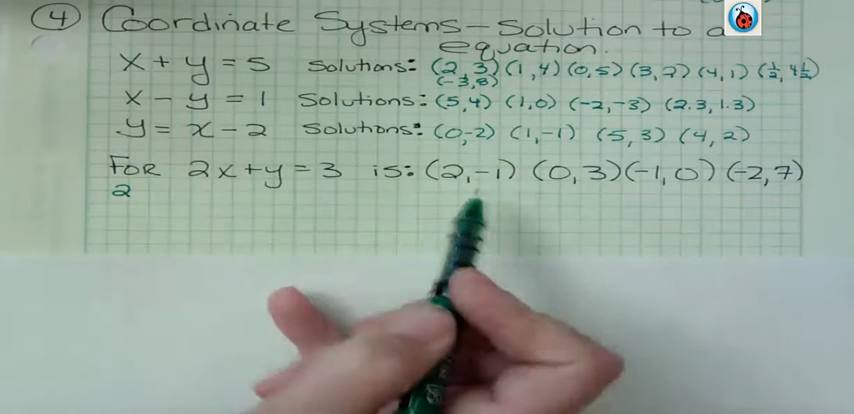 ④ Coordinate Systems - Solution to a
equation.
x + y = 5 Solutions: (2, 3) (1, 4) (0, 5) (3, 2) (4, 1) (½, 4½)
(-3, 8)
x - y = 1 Solutions: (5, 4) (1, 0) (-2, -3) (2.3, 1.3)
y = x - 2 Solutions: (0, -2) (1, -1) (5, 3) (4, 2)
For 2x + y = 3 is: (2, -1) (0, 3) (-1, 0) (-2, 7)
2